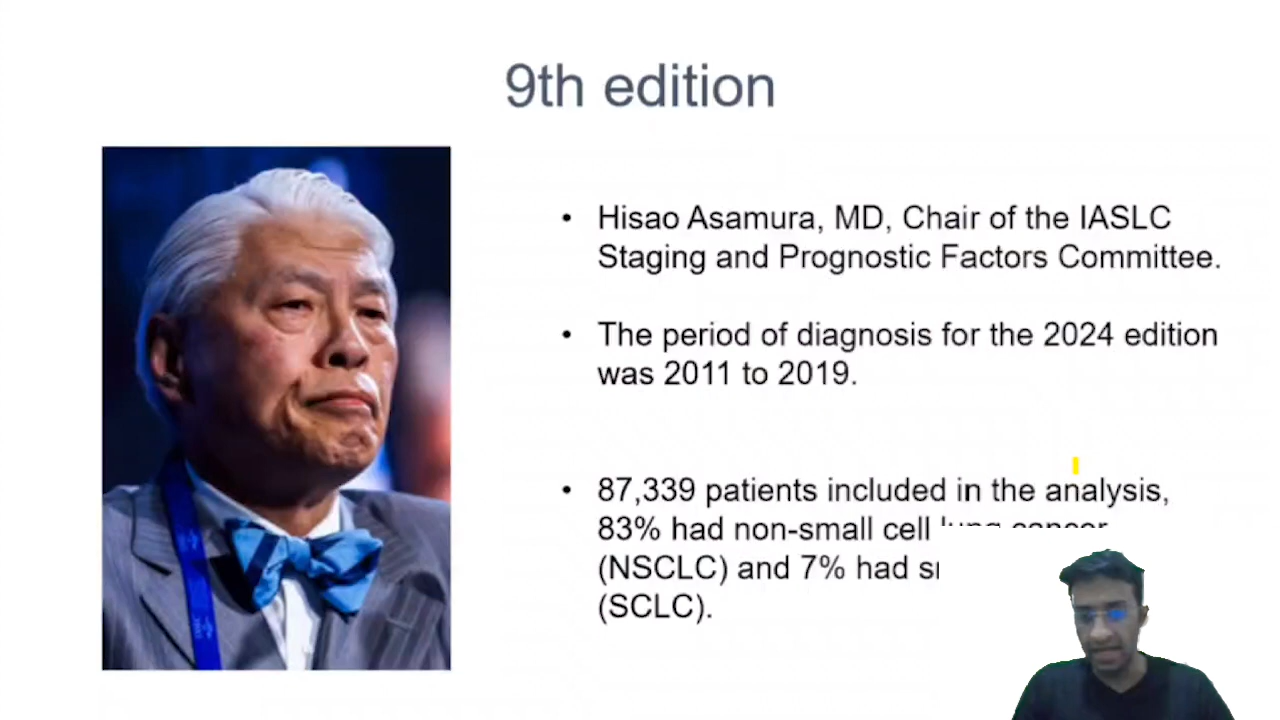 9th edition
• Hisao Asamura, MD, Chair of the IASLC
Staging and Prognostic Factors Committee.
• The period of diagnosis for the 2024 edition
was 2011 to 2019.
• 87,339 patients included in the analysis,
83% had non-small cell lung cancer
(NSCLC) and 7% had
(SCLC).